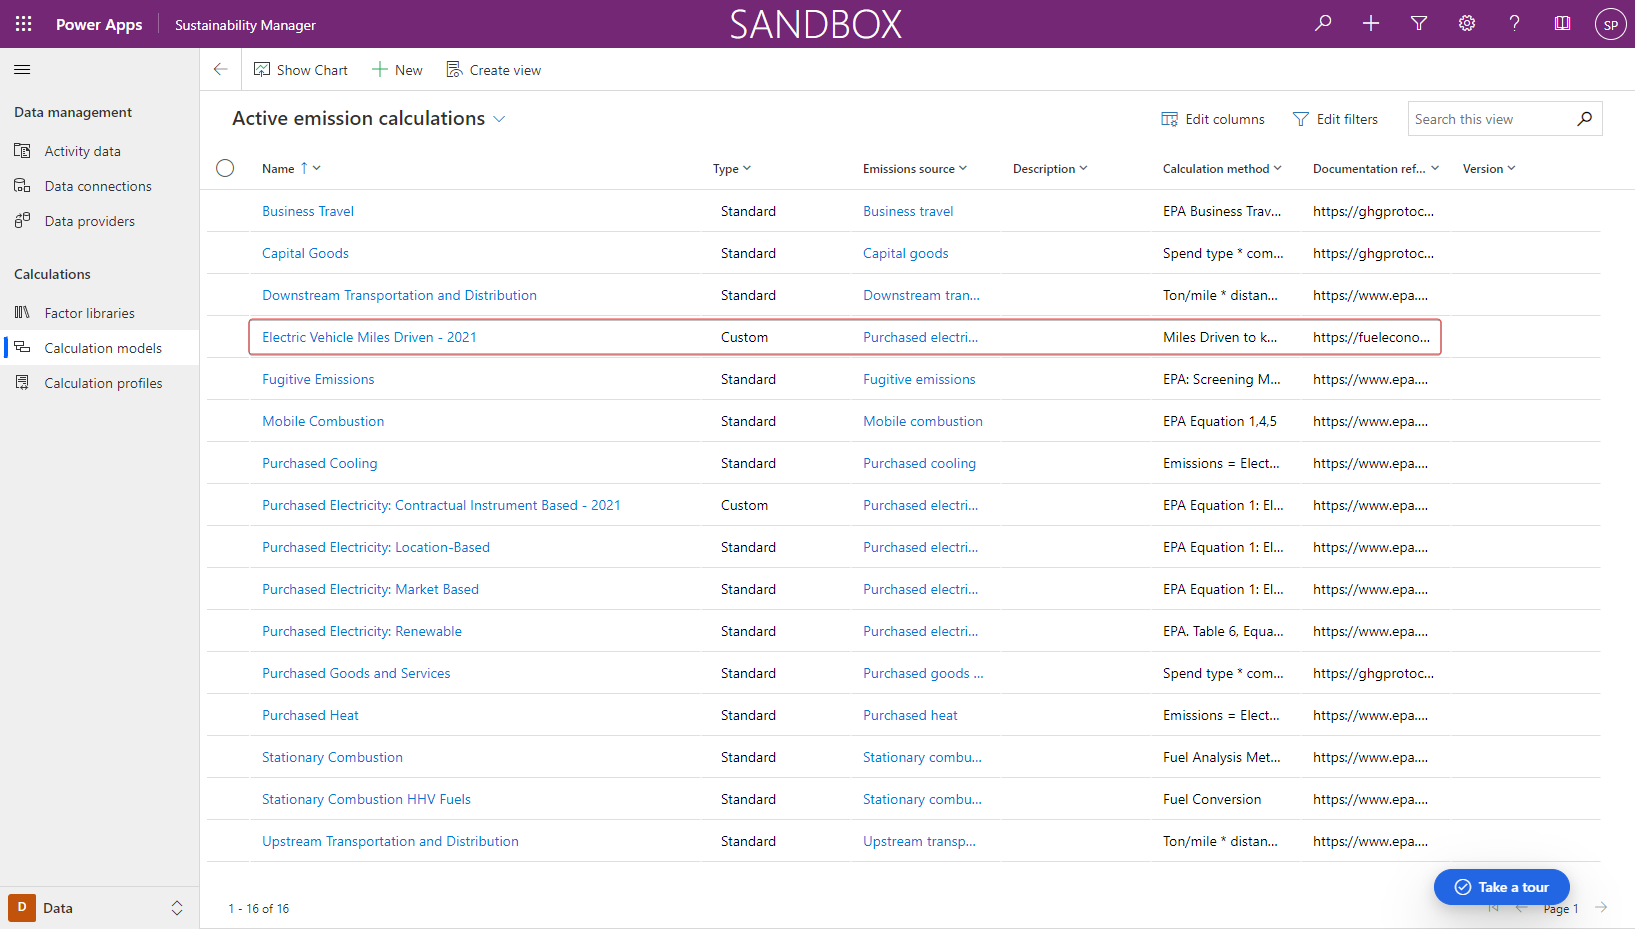 Power Apps Sustainability Manager SANDBOX SP
Show Chart New Create view
Data management
Activity data
Data connections
Data providers
Calculations
Factor libraries
Calculation models
Calculation profiles
Active emission calculations Edit columns Edit filters Search this view
Name Type Emissions source Description Calculation method Documentation ref... Version
Business Travel Standard Business travel EPA Business Trav... https://ghgprotoc...
Capital Goods Standard Capital goods Spend type * com... https://ghgprotoc...
Downstream Transportation and Distribution Standard Downstream tran... Ton/mile * distan... https://www.epa....
Electric Vehicle Miles Driven - 2021 Custom Purchased electri... Miles Driven to k... https://fuelecono...
Fugitive Emissions Standard Fugitive emissions EPA: Screening M... https://www.epa....
Mobile Combustion Standard Mobile combustion EPA Equation 1,4,5 https://www.epa....
Purchased Cooling Standard Purchased cooling Emissions = Elect... https://www.epa....
Purchased Electricity: Contractual Instrument Based - 2021 Custom Purchased electri... EPA Equation 1: El... https://www.epa....
Purchased Electricity: Location-Based Standard Purchased electri... EPA Equation 1: El... https://www.epa....
Purchased Electricity: Market Based Standard Purchased electri... EPA Equation 1: El... https://www.epa....
Purchased Electricity: Renewable Standard Purchased electri... EPA. Table 6, Equa... https://www.epa....
Purchased Goods and Services Standard Purchased goods ... Spend type * com... https://ghgprotoc...
Purchased Heat Standard Purchased heat Emissions = Elect... https://www.epa....
Stationary Combustion Standard Stationary combu... Fuel Analysis Met... https://www.epa....
Stationary Combustion HHV Fuels Standard Stationary combu... Fuel Conversion https://www.epa....
Upstream Transportation and Distribution Standard Upstream transp... Ton/mile * distan... https://www.epa....
Take a tour
D Data 1 - 16 of 16 Page 1